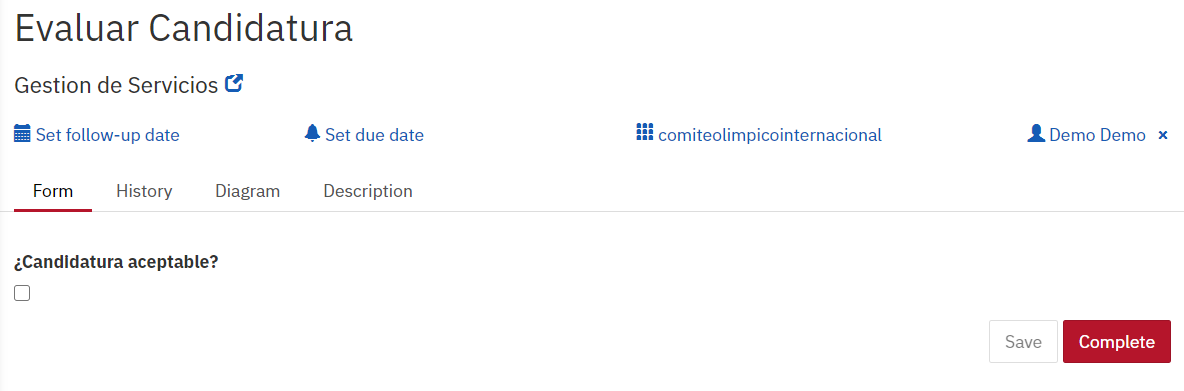 Evaluar Candidatura
Gestion de Servicios
Set follow-up date Set due date comiteolimpicointernacional Demo Demo ×
Form History Diagram Description
¿Candidatura aceptable?
Save Complete